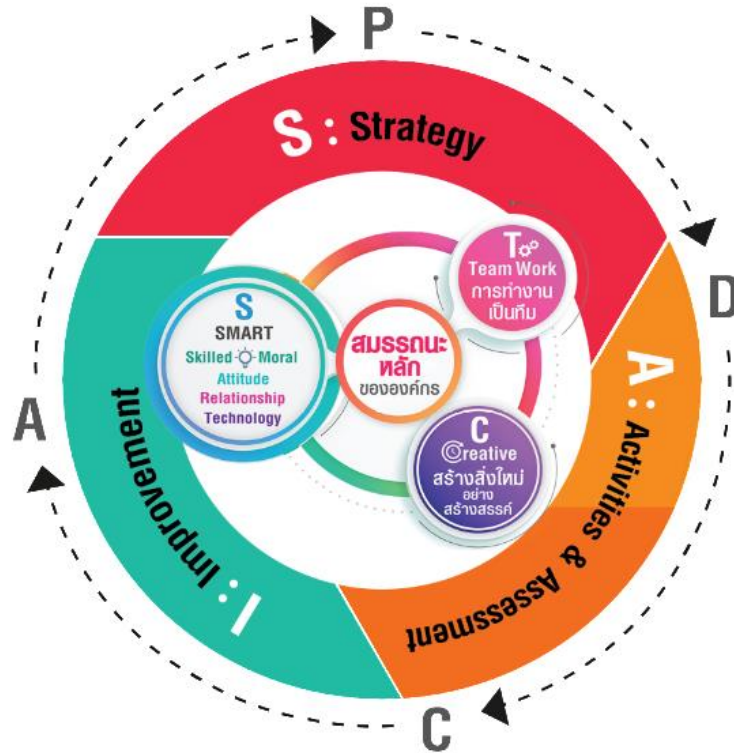 P
S : Strategy
D
A : Activities & Assessment
C
I : Improvement
A
S
SMART
Skilled Moral
Attitude
Relationship
Technology
สมรรถนะ
หลัก
ขององค์กร
T
Team Work
การทำงาน
เป็นทีม
C
Creative
สร้างสิ่งใหม่
อย่าง
สร้างสรรค์